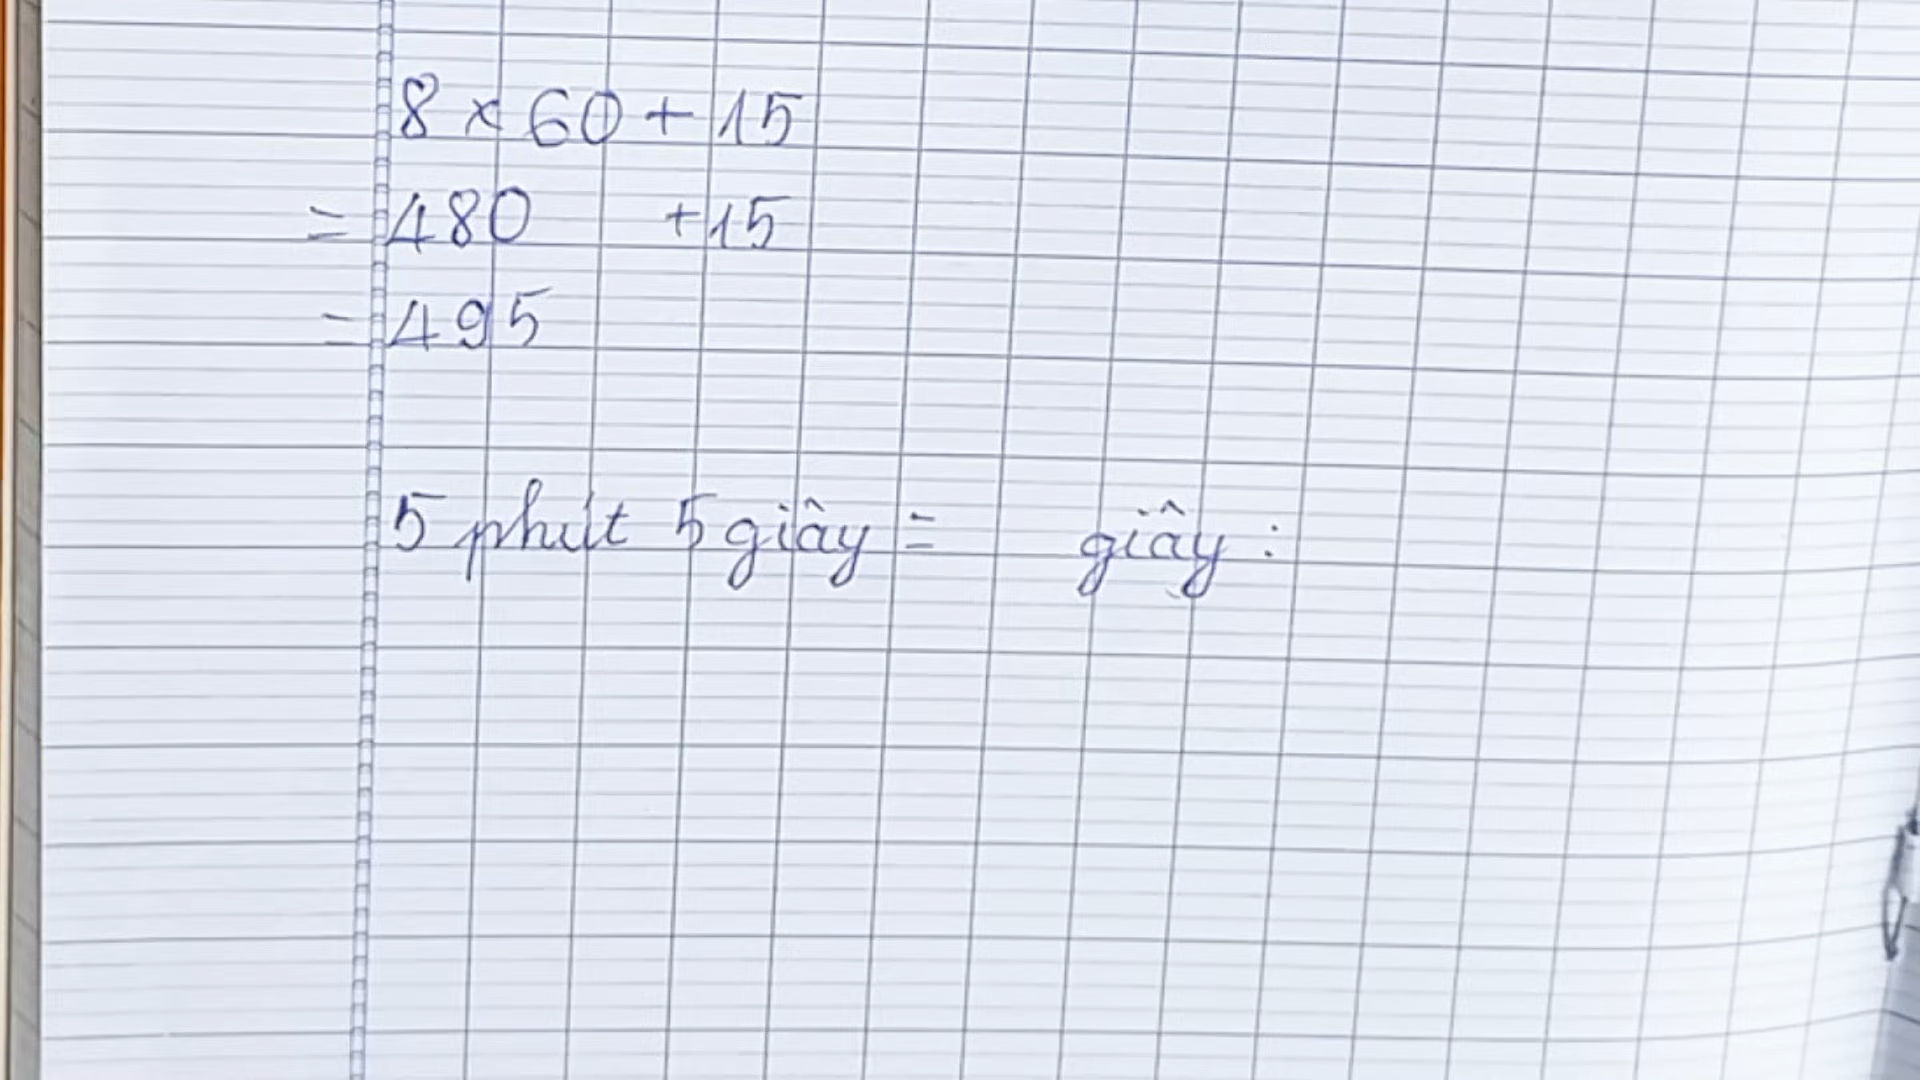 8 x 60 + 15
= 480 + 15
= 495
5 phút 5 giây = giây :